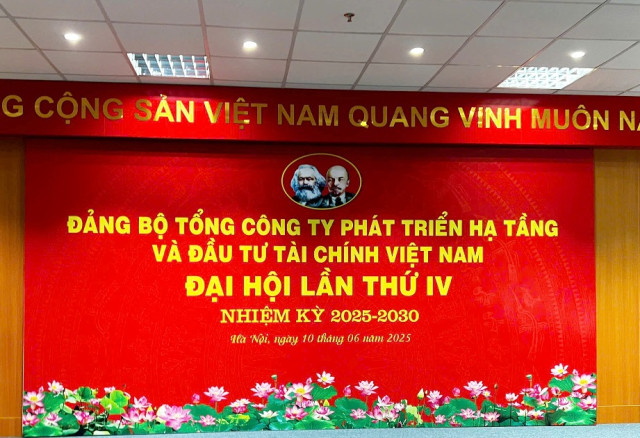 G CỘNG SẢN VIỆT NAM QUANG VINH MUÔN NĂ
ĐẢNG BỘ TỔNG CÔNG TY PHÁT TRIỂN HẠ TẦNG
VÀ ĐẦU TƯ TÀI CHÍNH VIỆT NAM
ĐẠI HỘI LẦN THỨ IV
NHIỆM KỲ 2025-2030
Hà Nội, ngày 10 tháng 06 năm 2025